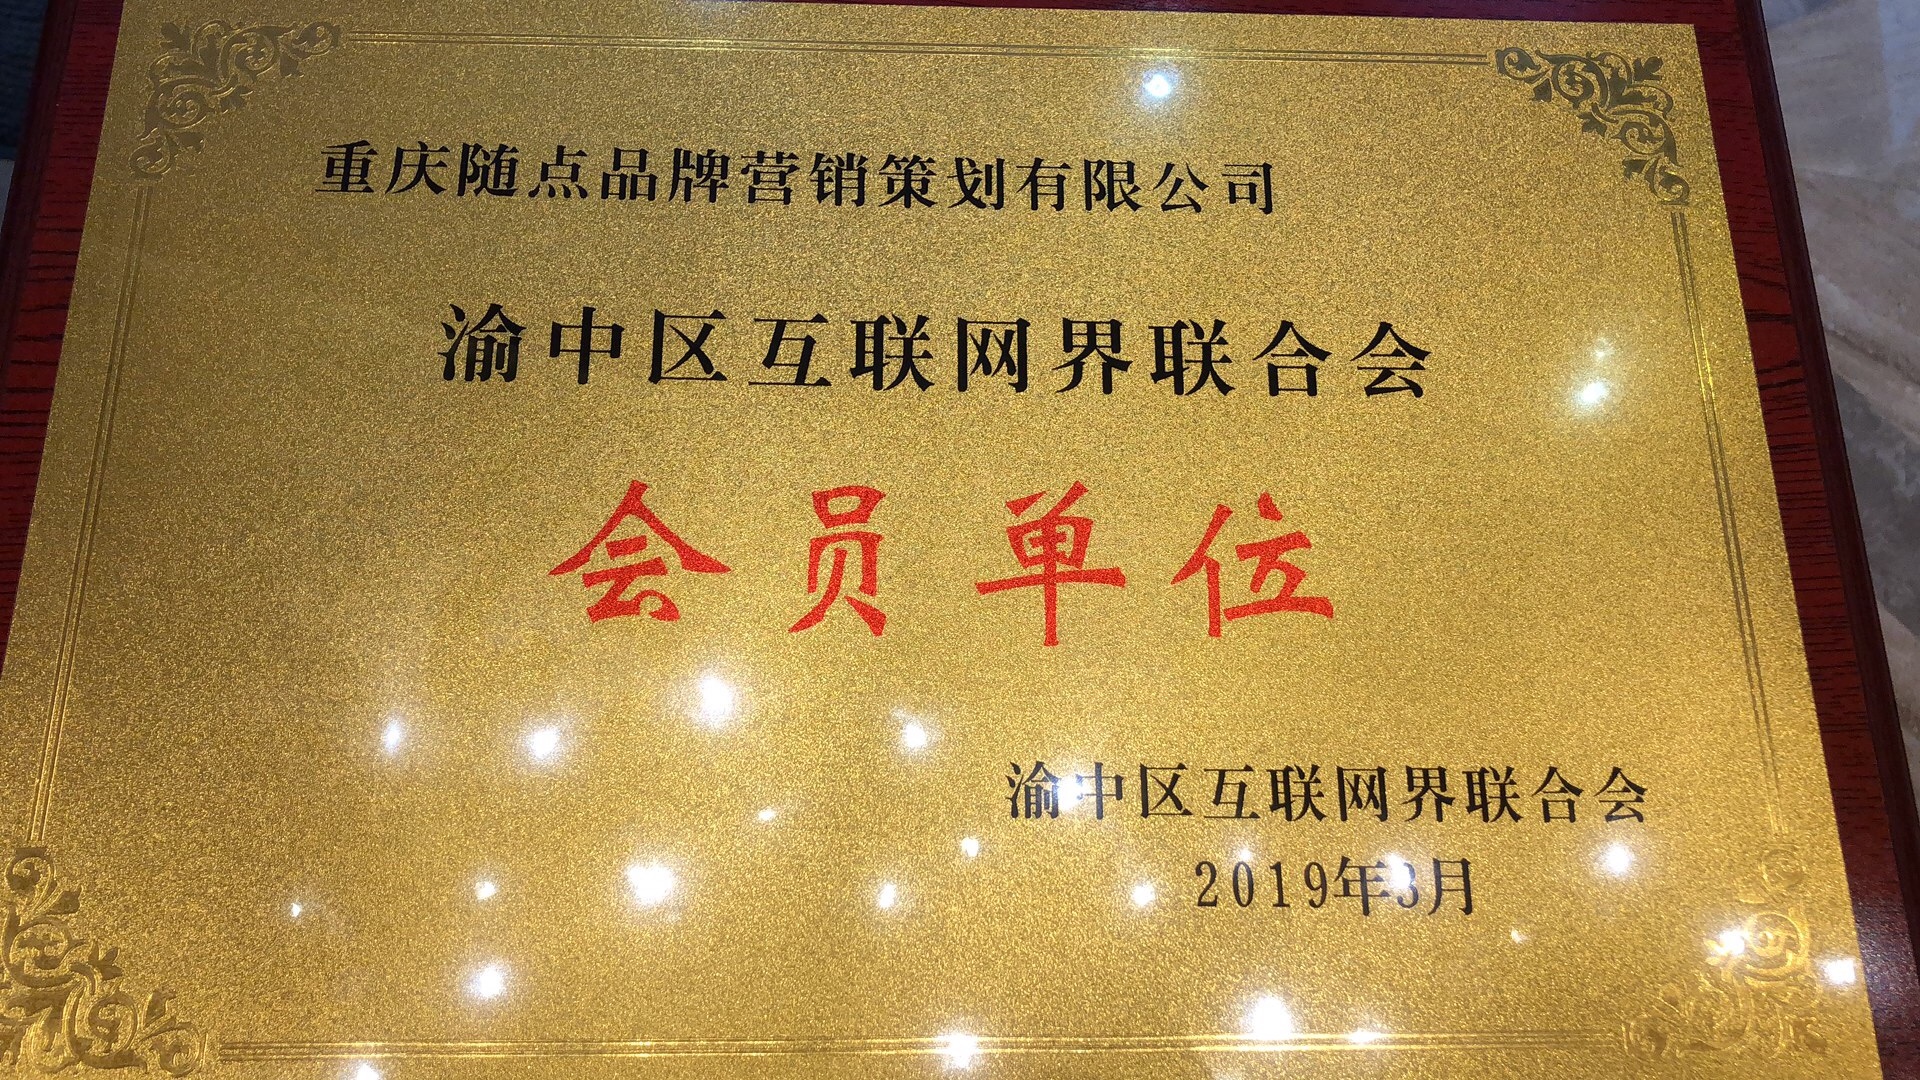 重庆随点品牌营销策划有限公司
渝中区互联网界联合会
会员单位
渝中区互联网界联合会
2019年3月